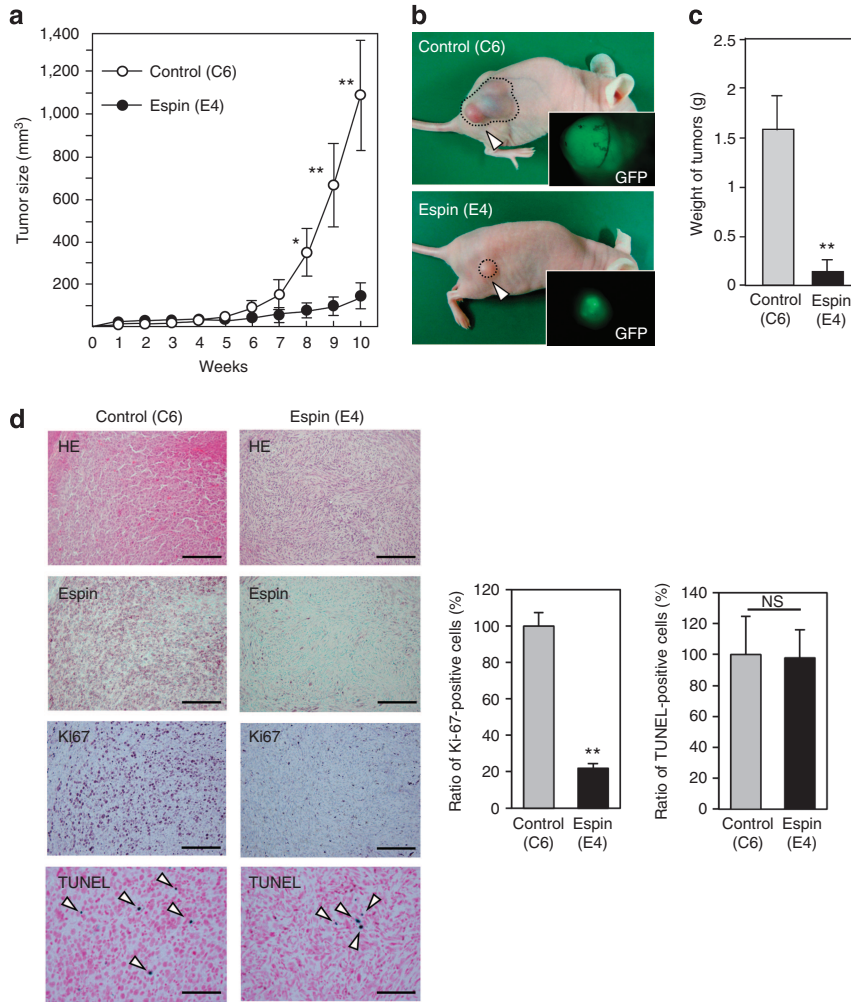 a
1,400
1,200
1,000
800
600
400
200
Tumor size (mm³)
Control (C6)
Espin (E4)
*
**
**
0 1 2 3 4 5 6 7 8 9 10
Weeks
b
Control (C6)
GFP
Espin (E4)
GFP
c
2.5
2
1.5
1
0.5
0
Weight of tumors (g)
**
Control
(C6)
Espin
(E4)
d
Control (C6)
Espin (E4)
HE
HE
Espin
Espin
KI67
Ki67
TUNEL
TUNEL
120
100
80
60
40
20
0
Ratio of Ki-67-positive cells (%)
**
Control
(C6)
Espin
(E4)
140
120
100
80
60
40
20
0
Ratio of TUNEL-positive cells (%)
NS
Control
(C6)
Espin
(E4)